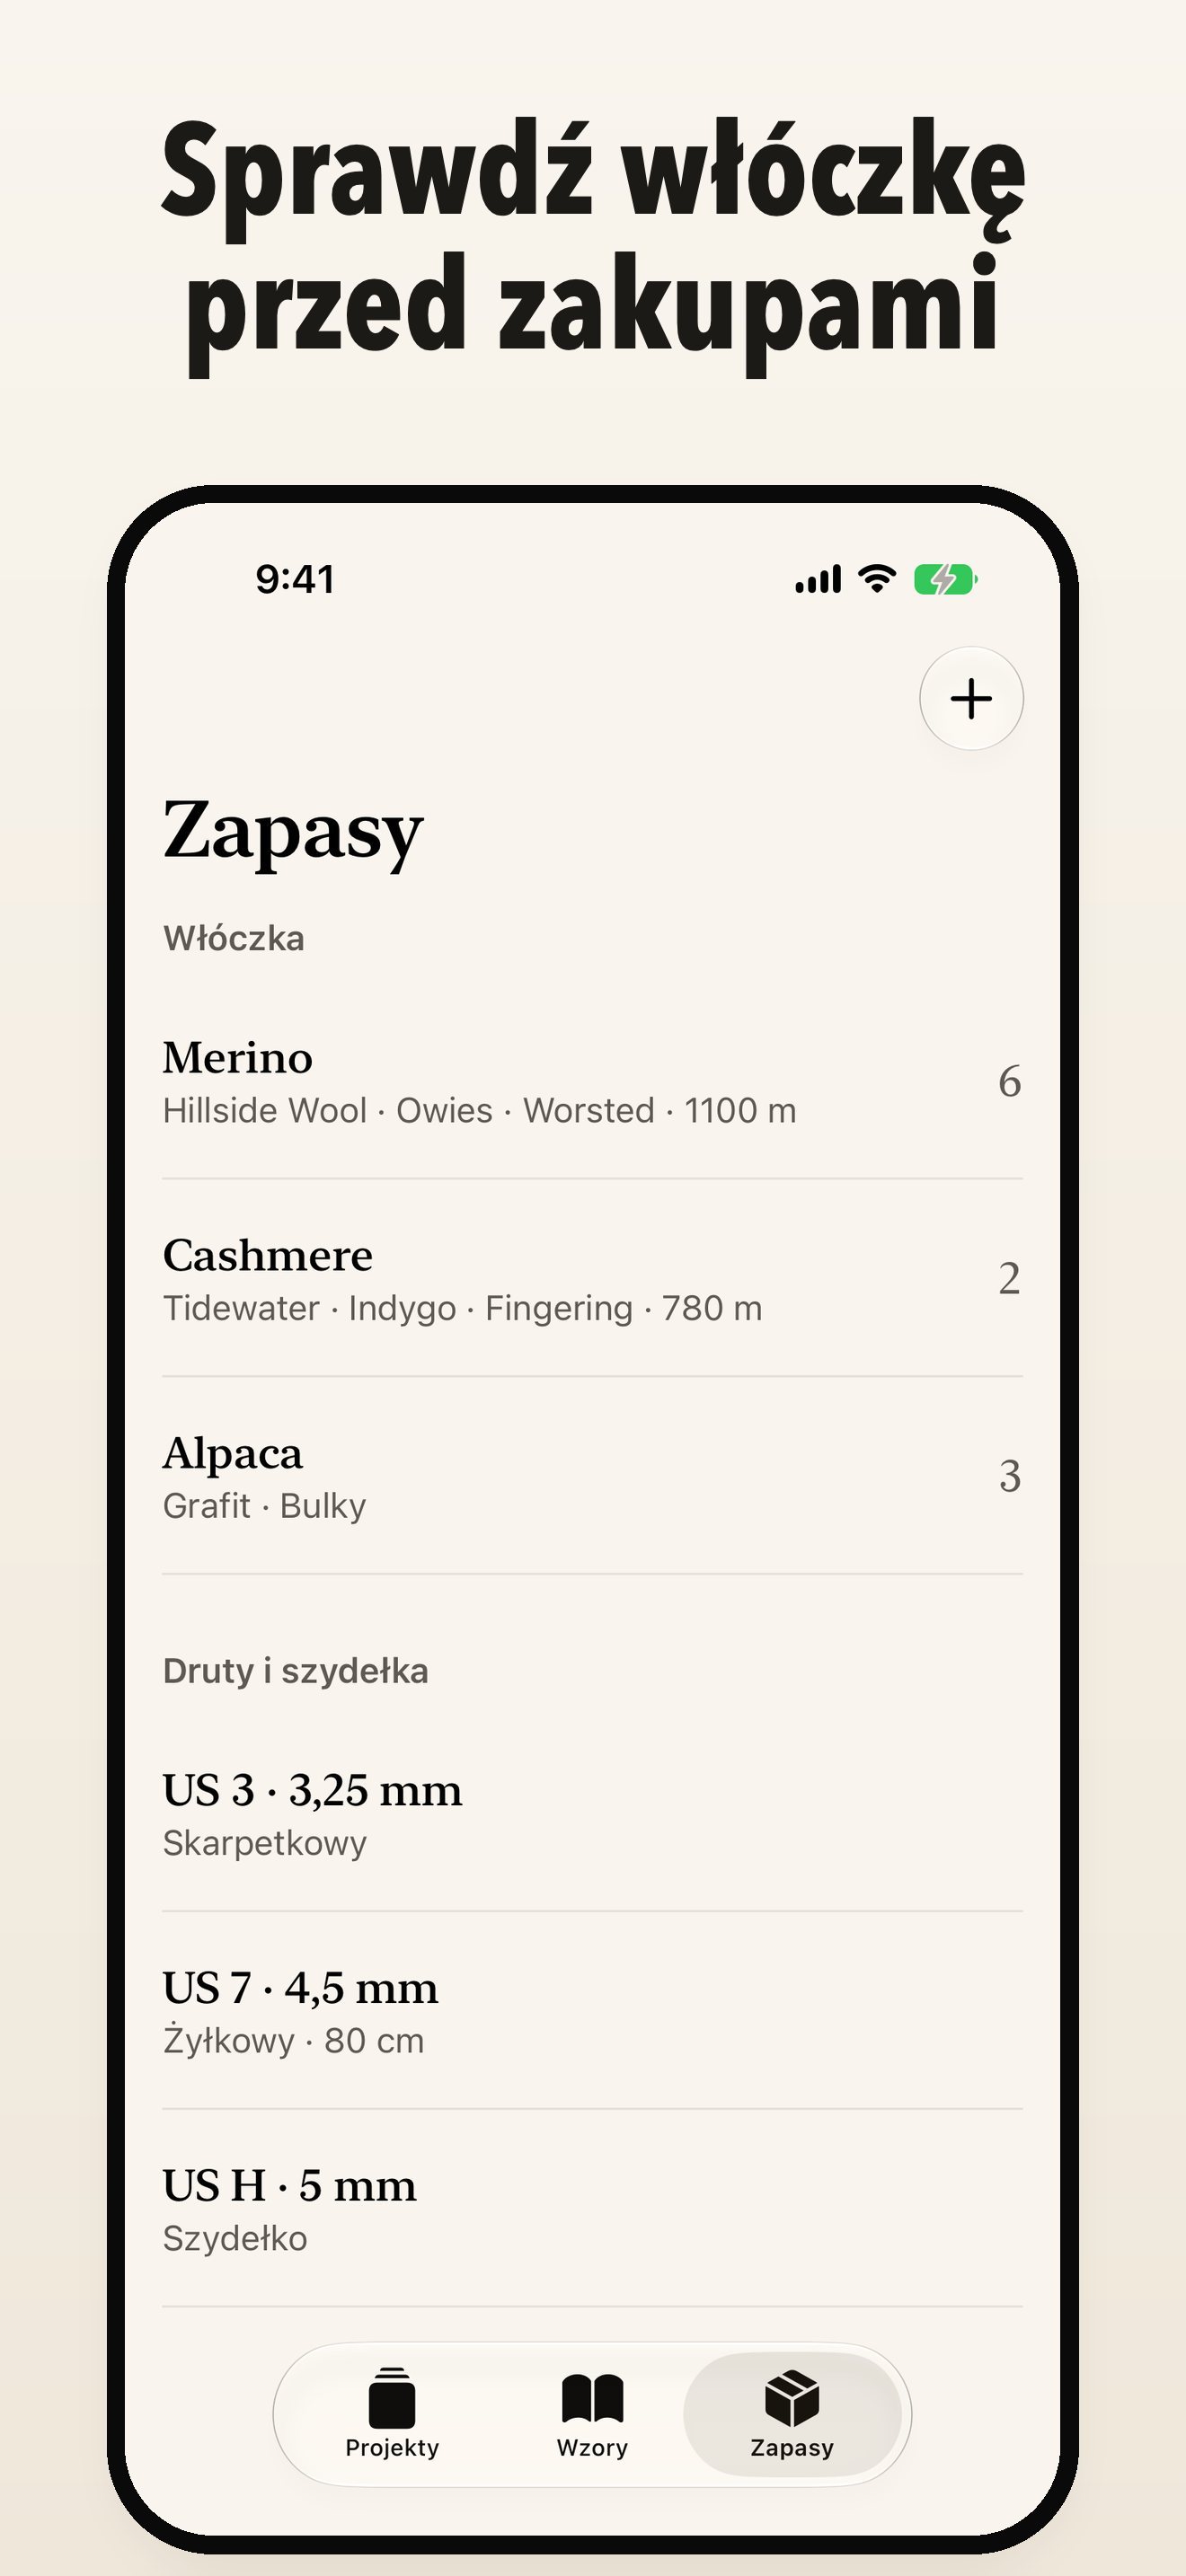 Sprawdź włóczkę
przed zakupami
9:41
Zapasy
Włóczka
Merino
Hillside Wool · Owies · Worsted · 1100 m
6
Cashmere
Tidewater · Indygo · Fingering · 780 m
2
Alpaca
Grafit · Bulky
3
Druty i szydełka
US 3 · 3,25 mm
Skarpetkowy
US 7 · 4,5 mm
Żyłkowy · 80 cm
US H · 5 mm
Szydełko
Projekty
Wzory
Zapasy